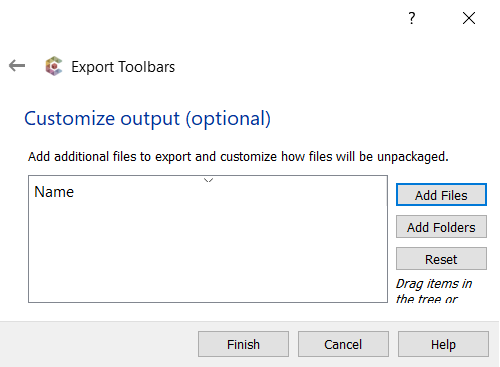 ?
Export Toolbars
Customize output (optional)
Add additional files to export and customize how files will be unpackaged.
Name
Add Files
Add Folders
Reset
Drag items in
the tree or
Finish
Cancel
Help